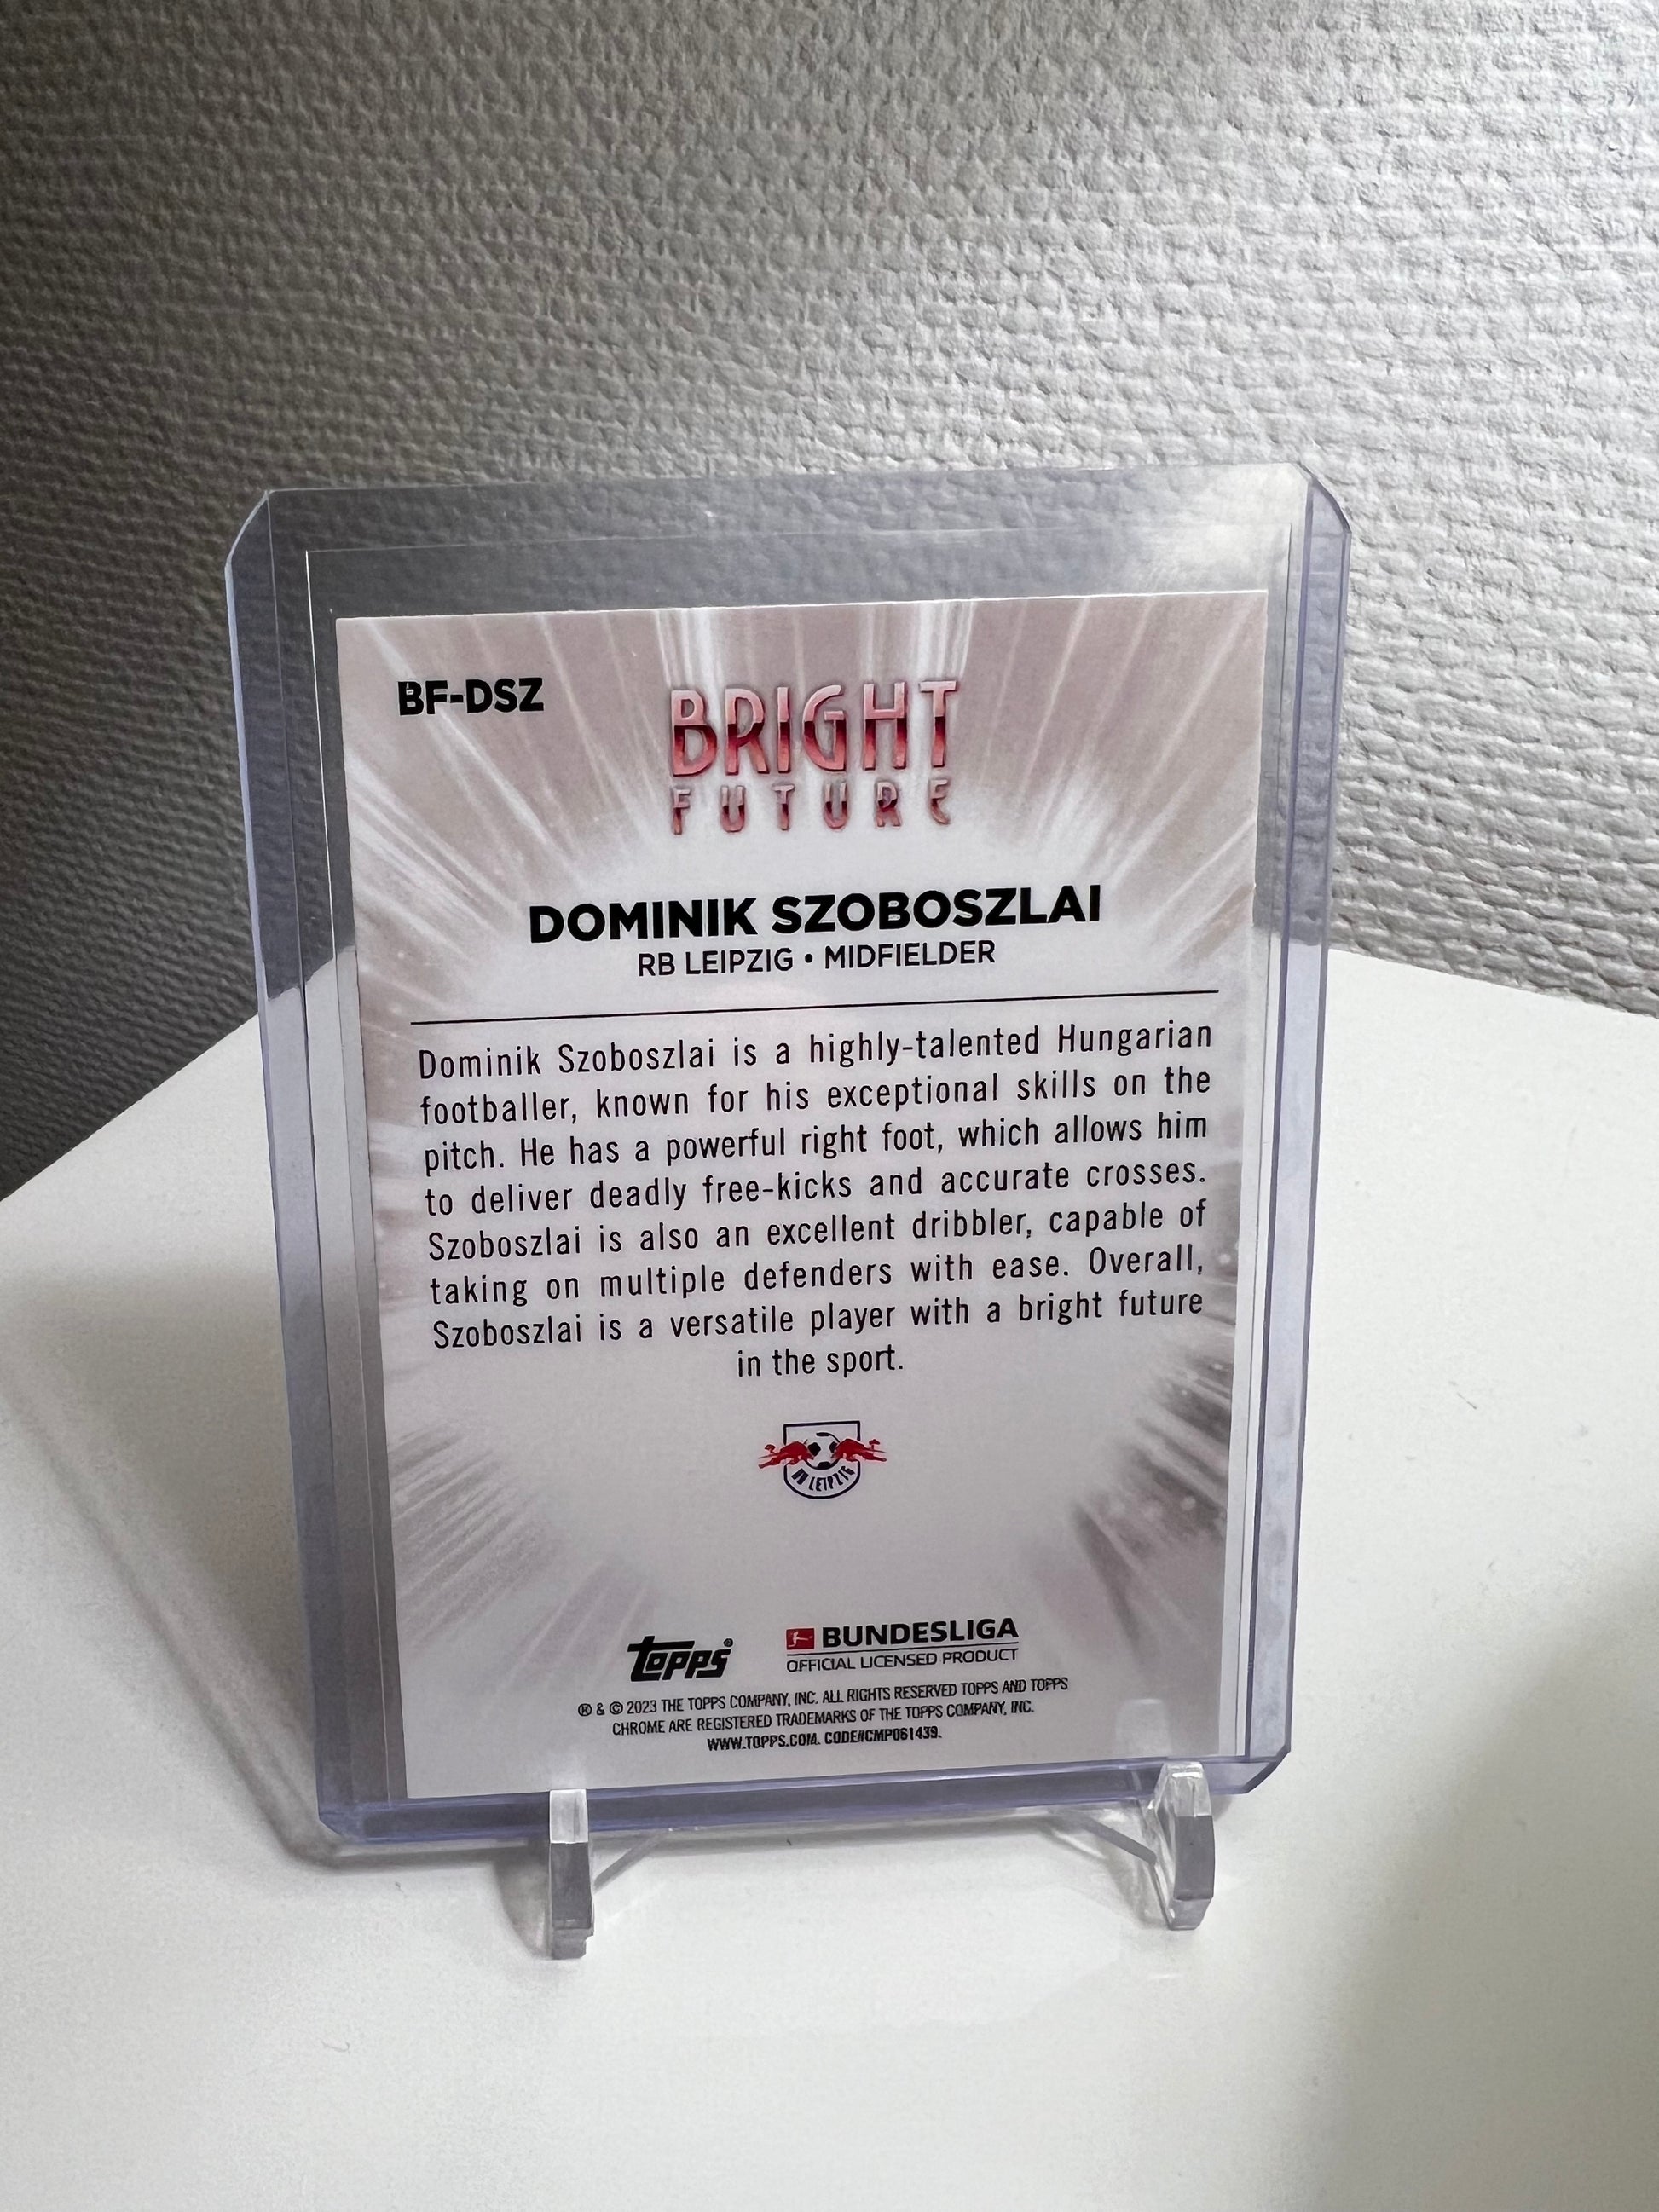 BF-DSZ
BRIGHT
FUTURE
DOMINIK SZOBOSZLAI
RB LEIPZIG • MIDFIELDER
Dominik Szoboszlai is a highly-talented Hungarian
footballer, known for his exceptional skills on the
pitch. He has a powerful right foot, which allows him
to deliver deadly free-kicks and accurate crosses.
Szoboszlai is also an excellent dribbler, capable of
taking on multiple defenders with ease. Overall,
Szoboszlai is a versatile player with a bright future
in the sport.
RB LEIPZIG
topps®
BUNDESLIGA
OFFICIAL LICENSED PRODUCT
® & © 2023 THE TOPPS COMPANY, INC. ALL RIGHTS RESERVED TOPPS AND TOPPS
CHROME ARE REGISTERED TRADEMARKS OF THE TOPPS COMPANY, INC.
WWW.TOPPS.COM. CODE#CMP061439.